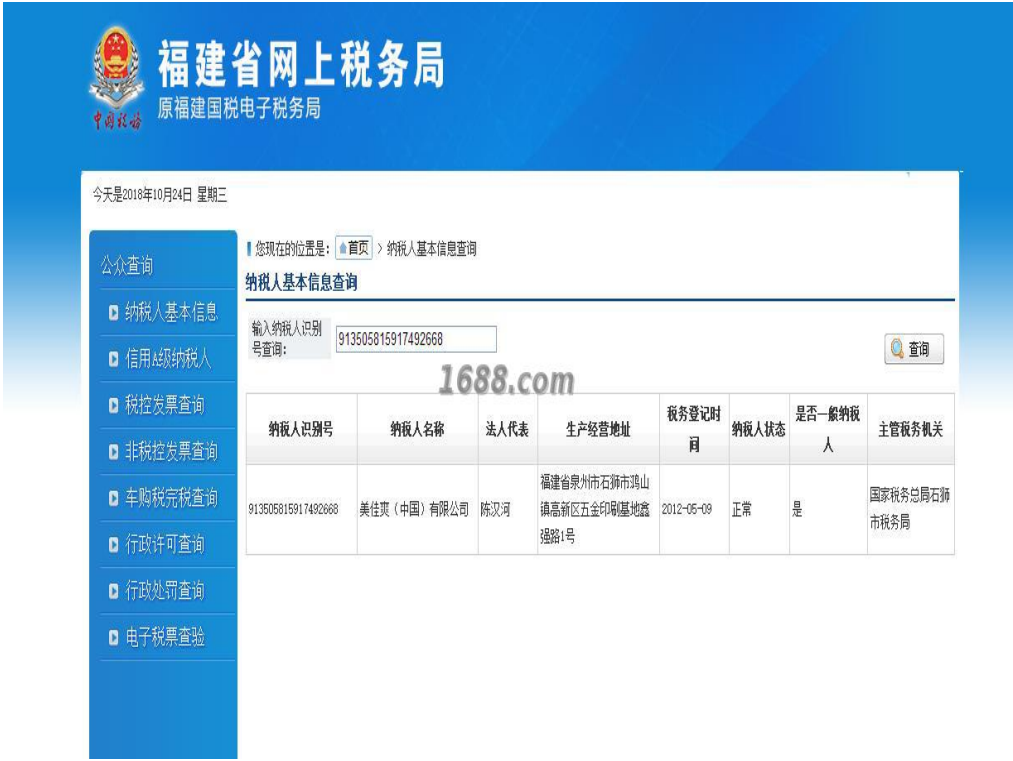 福建省网上税务局
原福建国税电子税务局
中国税务
今天是2018年10月24日 星期三
公众查询
纳税人基本信息
信用A级纳税人
税控发票查询
非税控发票查询
车购税完税查询
行政许可查询
行政处罚查询
电子税票查验
您现在的位置是： 首页 > 纳税人基本信息查询
纳税人基本信息查询
输入纳税人识别
号查询：
913505815917492668
查询
1688.com
纳税人识别号 纳税人名称 法人代表 生产经营地址 税务登记时间 纳税人状态 是否一般纳税人 主管税务机关
913505815917492668 美佳爽（中国）有限公司 陈汉河
福建省泉州市石狮市鸿山
镇高新区五金印刷基地鑫
强路1号
2012-05-09 正常 是
国家税务总局石狮
市税务局